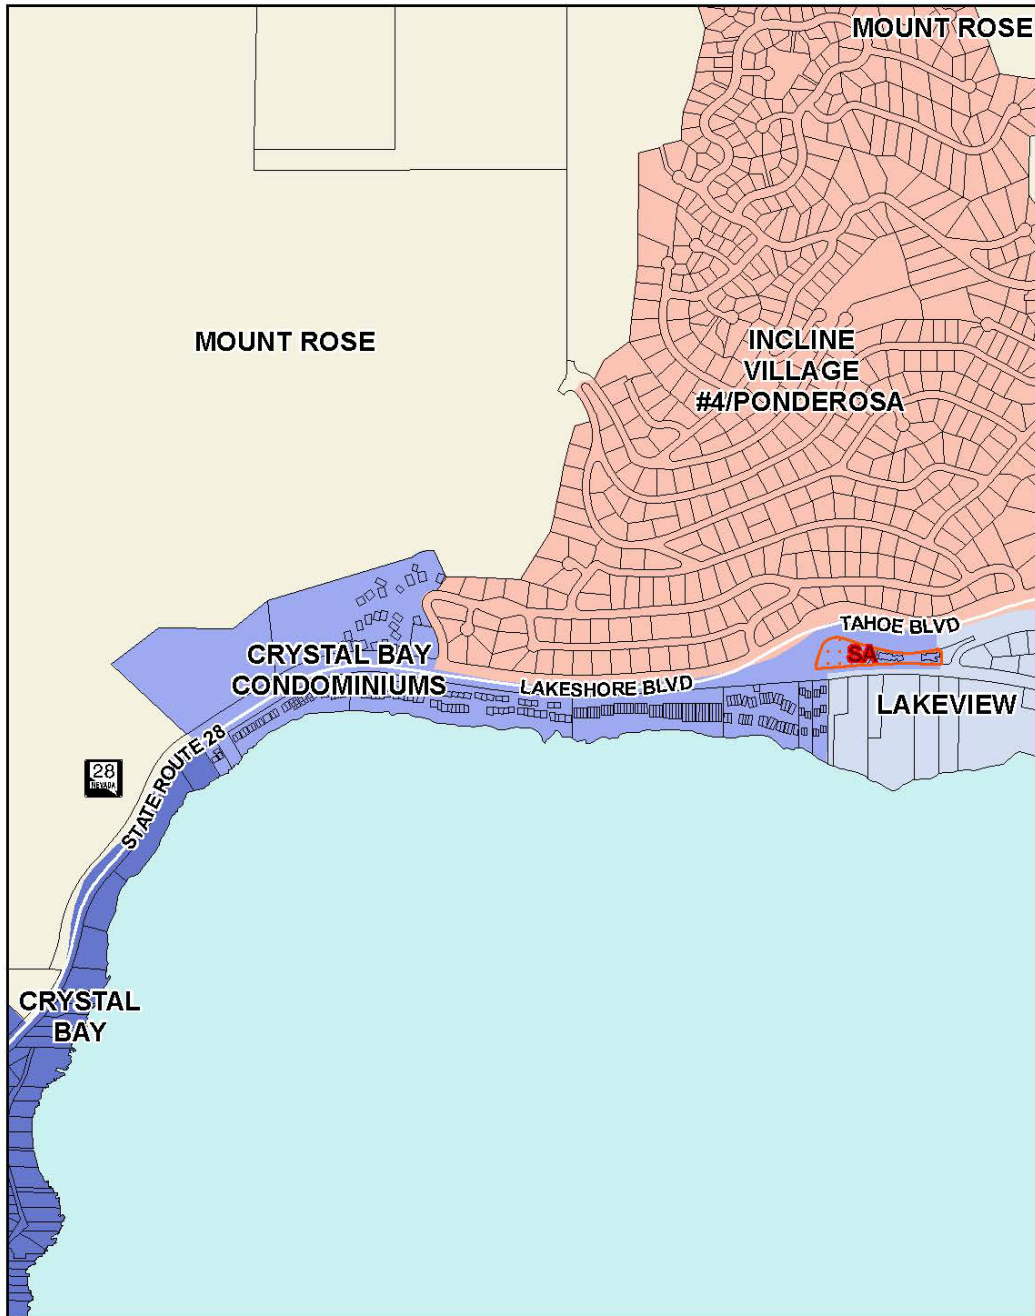 MOUNT ROSE
MOUNT ROSE
INCLINE
VILLAGE
#4/PONDEROSA
TAHOE BLVD
SA
CRYSTAL BAY
CONDOMINIUMS
LAKESHORE BLVD
LAKEVIEW
STATE ROUTE 28
28
NEVADA
CRYSTAL
BAY